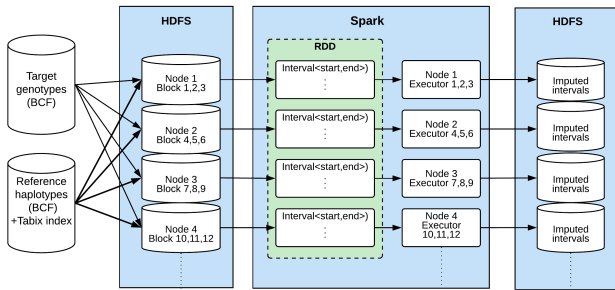 HDFS
Spark
HDFS
RDD
Target
genotypes
(BCF)
Reference
haplotypes
(BCF)
+Tabix index
Node 1
Block 1,2,3
Node 2
Block 4,5,6
Node 3
Block 7,8,9
Node 4
Block 10,11,12
Interval<start,end>)
:
Interval<start,end>)
:
Interval<start,end>)
:
Interval<start,end>)
:
Node 1
Executor 1,2,3
Node 2
Executor 4,5,6
Node 3
Executor 7,8,9
Node 4
Executor
10,11,12
Imputed
intervals
Imputed
intervals
Imputed
intervals
Imputed
intervals